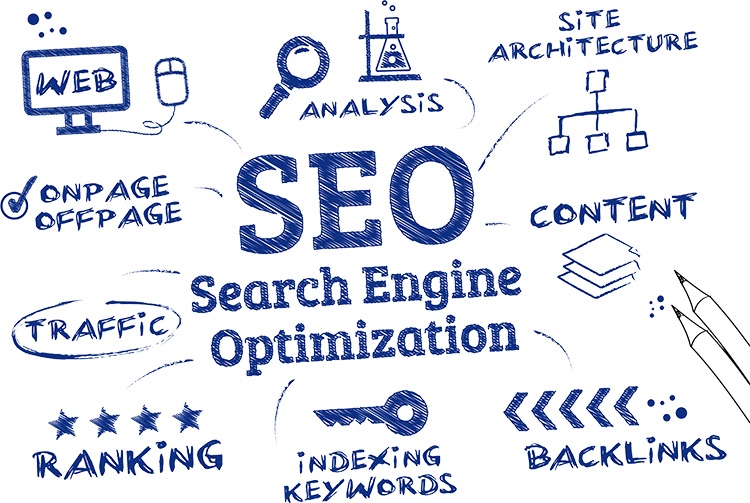 WEB
ANALYSIS
SITE
ARCHITECTURE
ONPAGE
OFFPAGE
SEO
Search Engine
Optimization
CONTENT
TRAFFIC
RANKING
INDEXING
KEYWORDS
BACKLINKS